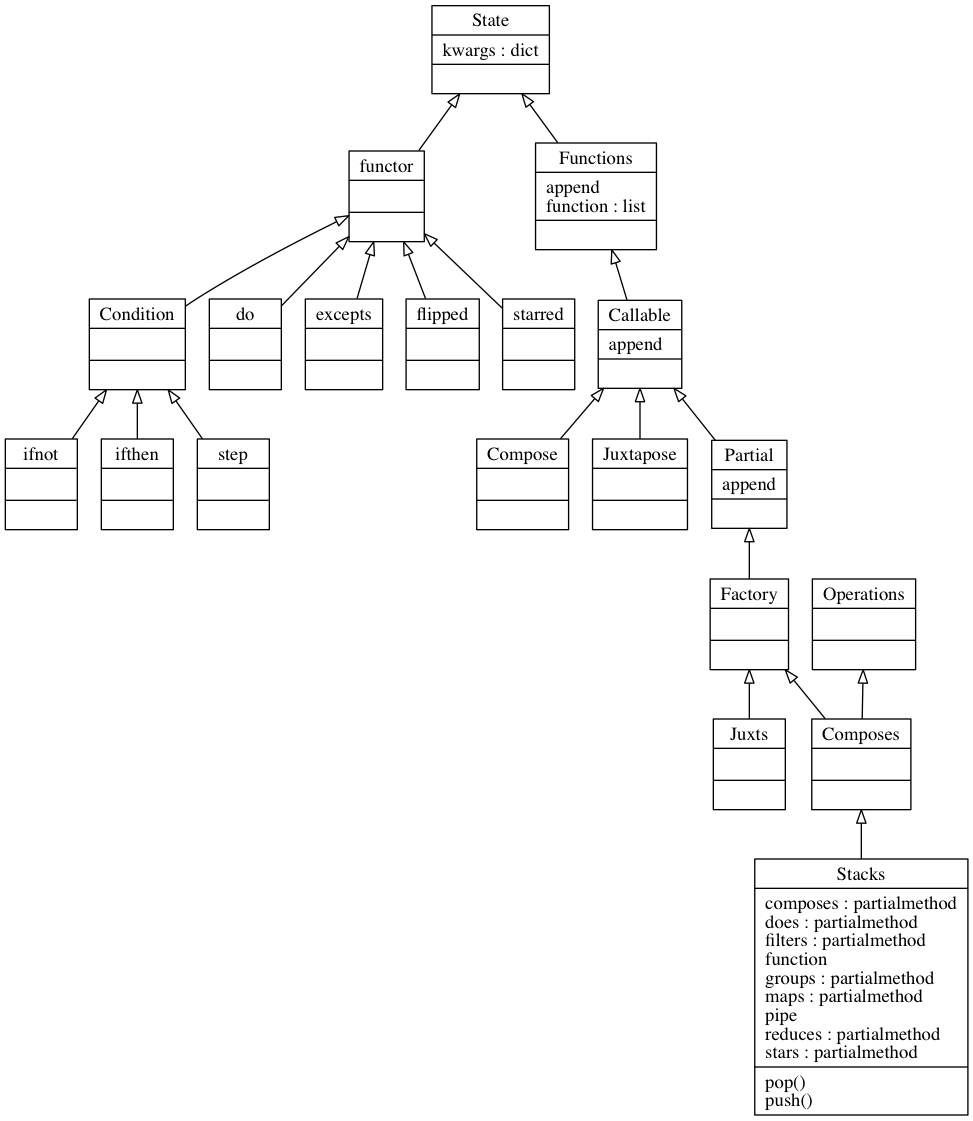 State
kwargs : dict
functor
Functions
append
function : list
Condition
do
excepts
flipped
starred
Callable
append
ifnot
ifthen
step
Compose
Juxtapose
Partial
append
Factory
Operations
Juxts
Composes
Stacks
composes : partialmethod
does : partialmethod
filters : partialmethod
function
groups : partialmethod
maps : partialmethod
pipe
reduces : partialmethod
stars : partialmethod
pop()
push()